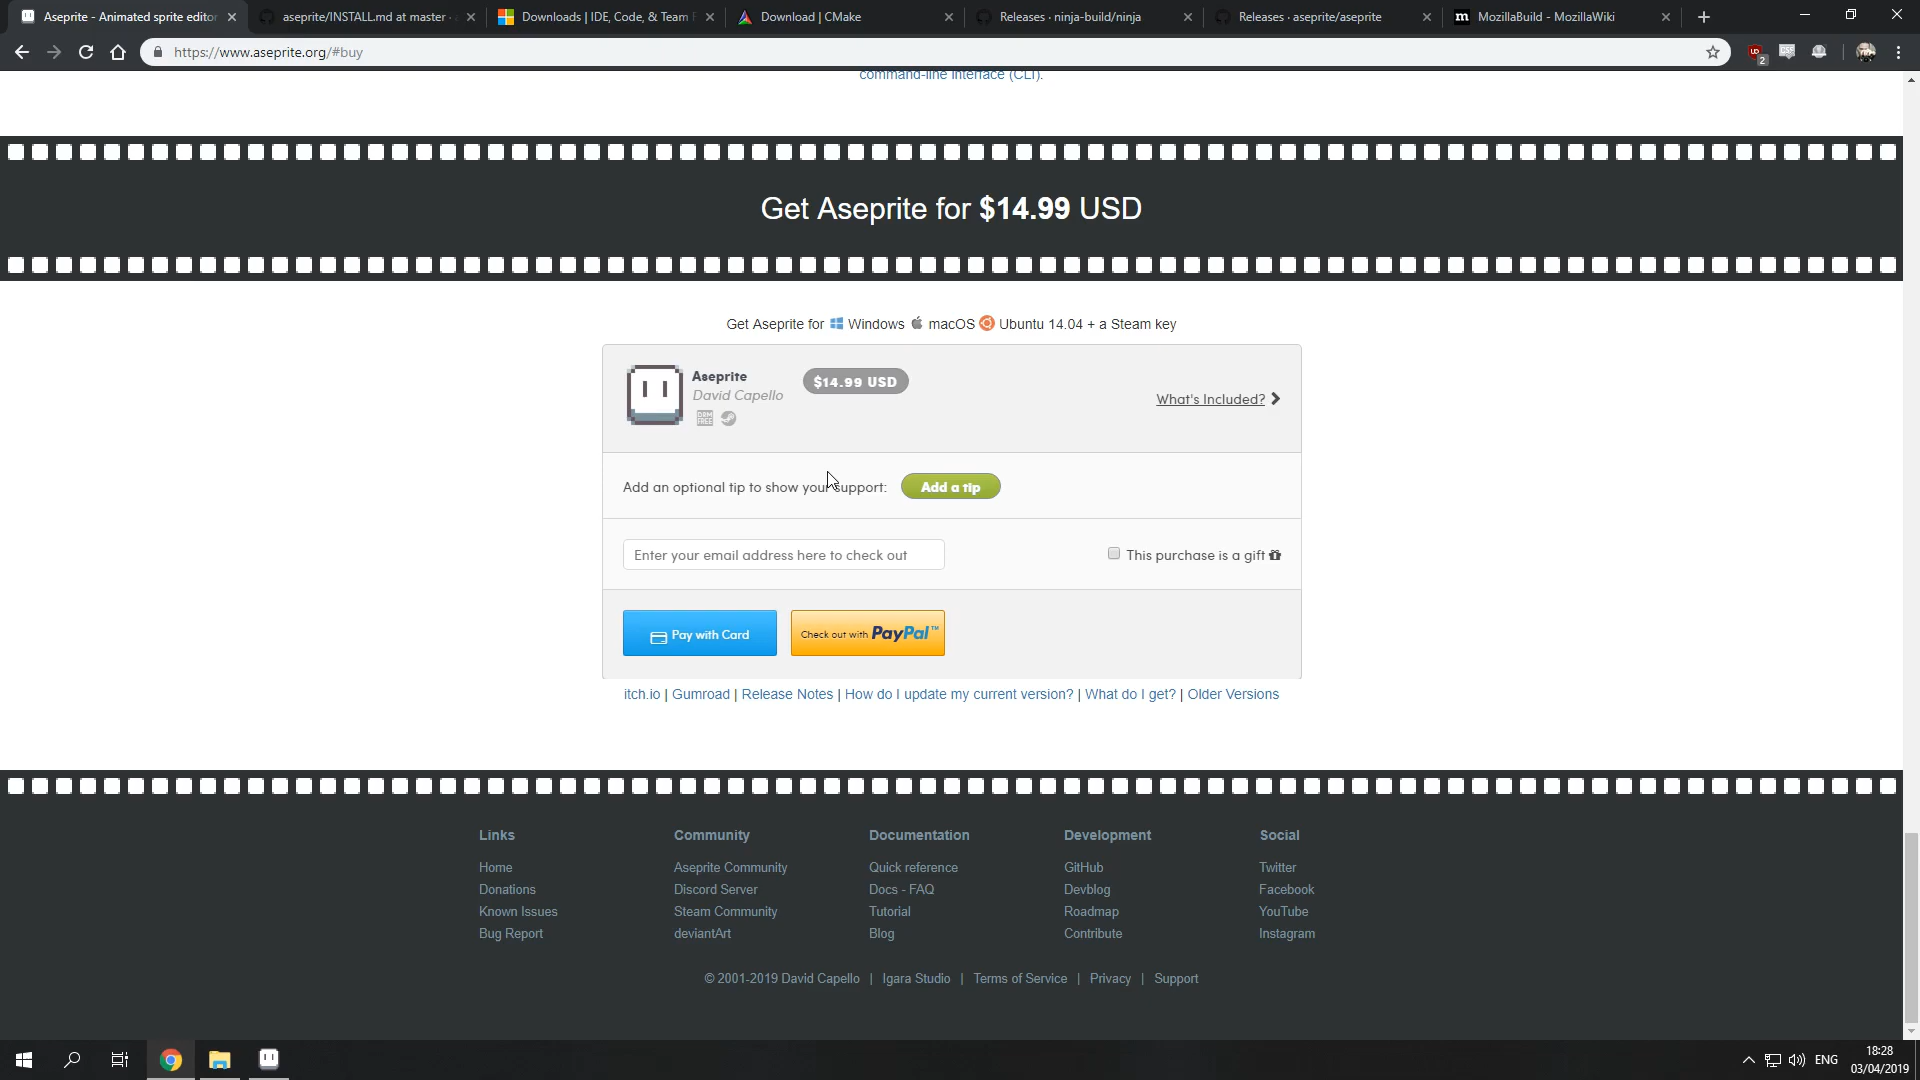 Aseprite - Animated sprite editor
aseprite/INSTALL.md at master ·
Downloads | IDE, Code, & Team F
Download | CMake
Releases · ninja-build/ninja
Releases · aseprite/aseprite
m MozillaBuild - MozillaWiki
https://www.aseprite.org/#buy
2
command-line interface (CLI).
Get Aseprite for $14.99 USD
Get Aseprite for Windows macOS Ubuntu 14.04 + a Steam key
Aseprite
$14.99 USD
David Capello
DRM FREE
What's Included?
Add an optional tip to show your support:
Add a tip
Enter your email address here to check out
This purchase is a gift
Pay with Card
Check out with PayPal™
itch.io | Gumroad | Release Notes | How do I update my current version? | What do I get? | Older Versions
Links
Community
Documentation
Development
Social
Home
Aseprite Community
Quick reference
GitHub
Twitter
Donations
Discord Server
Docs - FAQ
Devblog
Facebook
Known Issues
Steam Community
Tutorial
Roadmap
YouTube
Bug Report
deviantArt
Blog
Contribute
Instagram
© 2001-2019 David Capello | Igara Studio | Terms of Service | Privacy | Support
ENG
18:28
03/04/2019